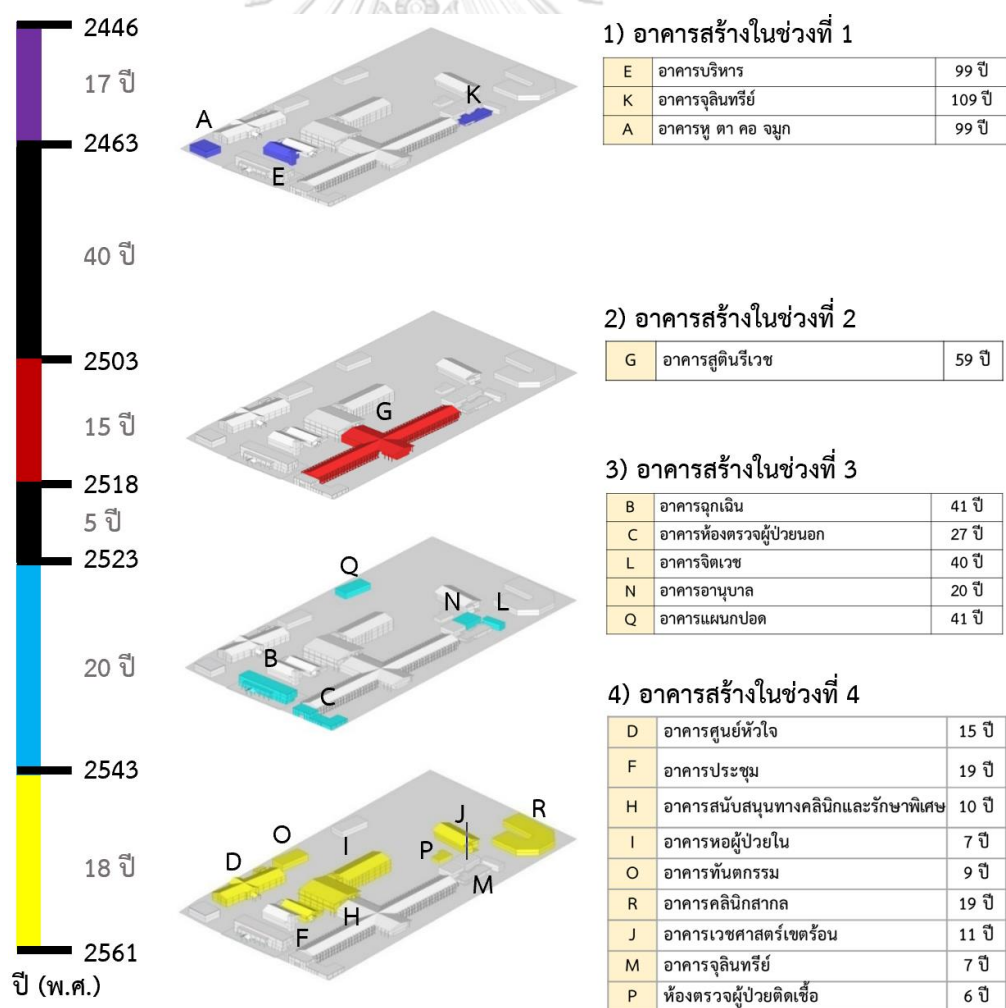 2446
17 ปี
2463
40 ปี
2503
15 ปี
2518
5 ปี
2523
20 ปี
2543
18 ปี
2561
ปี (พ.ศ.)
A
E
K
G
Q
N
L
B
C
O
D
I
J
R
P
M
H
F
1) อาคารสร้างในช่วงที่ 1
E อาคารบริหาร 99 ปี
K อาคารจุลินทรีย์ 109 ปี
A อาคารหู ตา คอ จมูก 99 ปี
2) อาคารสร้างในช่วงที่ 2
G อาคารสูตินรีเวช 59 ปี
3) อาคารสร้างในช่วงที่ 3
B อาคารฉุกเฉิน 41 ปี
C อาคารห้องตรวจผู้ป่วยนอก 27 ปี
L อาคารจิตเวช 40 ปี
N อาคารอนุบาล 20 ปี
Q อาคารแผนกปอด 41 ปี
4) อาคารสร้างในช่วงที่ 4
D อาคารศูนย์หัวใจ 15 ปี
F อาคารประชุม 19 ปี
H อาคารสนับสนุนทางคลินิกและรักษาพิเศษ 10 ปี
I อาคารหอผู้ป่วยใน 7 ปี
O อาคารทันตกรรม 9 ปี
R อาคารคลินิกสากล 19 ปี
J อาคารเวชศาสตร์เขตร้อน 11 ปี
M อาคารจุลินทรีย์ 7 ปี
P ห้องตรวจผู้ป่วยติดเชื้อ 6 ปี